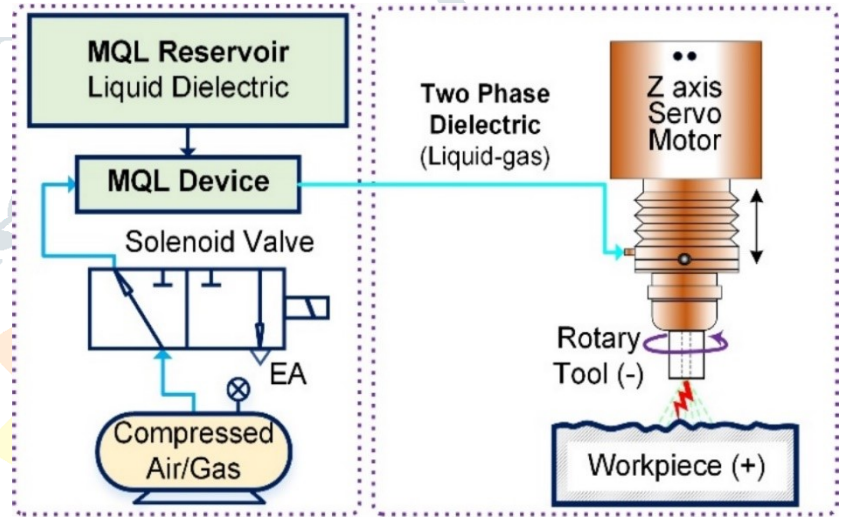 MQL Reservoir
Liquid Dielectric
MQL Device
Solenoid Valve
EA
Compressed
Air/Gas
Two Phase
Dielectric
(Liquid-gas)
Z axis
Servo
Motor
Rotary
Tool (-)
Workpiece (+)